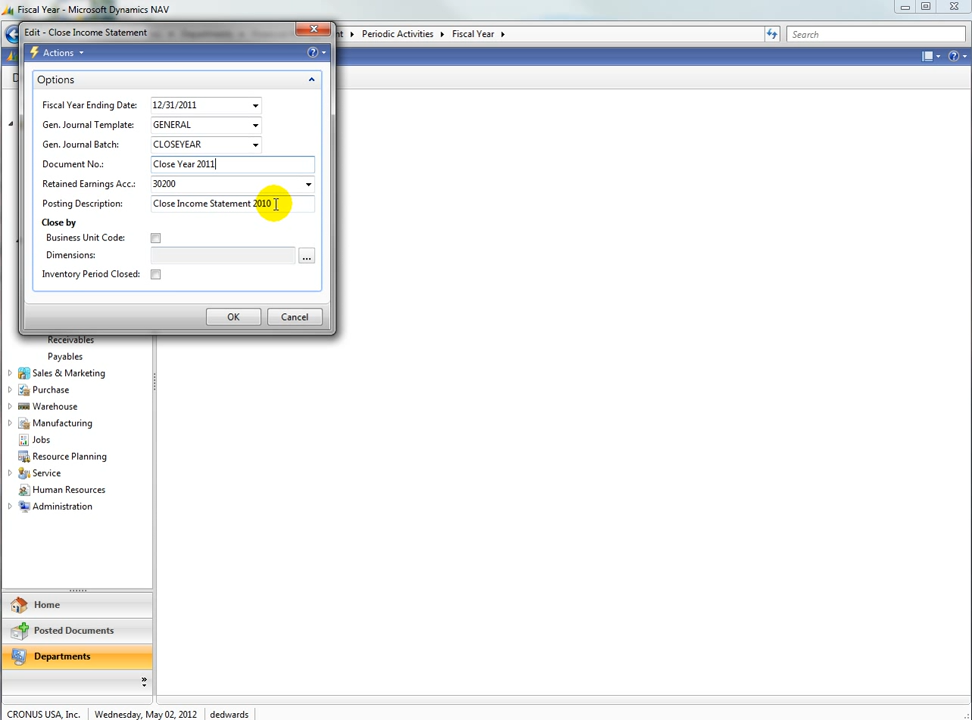 Fiscal Year - Microsoft Dynamics NAV
Edit - Close Income Statement
Periodic Activities
Fiscal Year
Search
Actions
Options
Fiscal Year Ending Date: 12/31/2011
Gen. Journal Template: GENERAL
Gen. Journal Batch: CLOSEYEAR
Document No.: Close Year 2011
Retained Earnings Acc.: 30200
Posting Description: Close Income Statement 2010
Close by
Business Unit Code:
Dimensions: ...
Inventory Period Closed:
OK Cancel
Receivables
Payables
Sales & Marketing
Purchase
Warehouse
Manufacturing
Jobs
Resource Planning
Service
Human Resources
Administration
Home
Posted Documents
Departments
CRONUS USA, Inc. Wednesday, May 02, 2012 dedwards